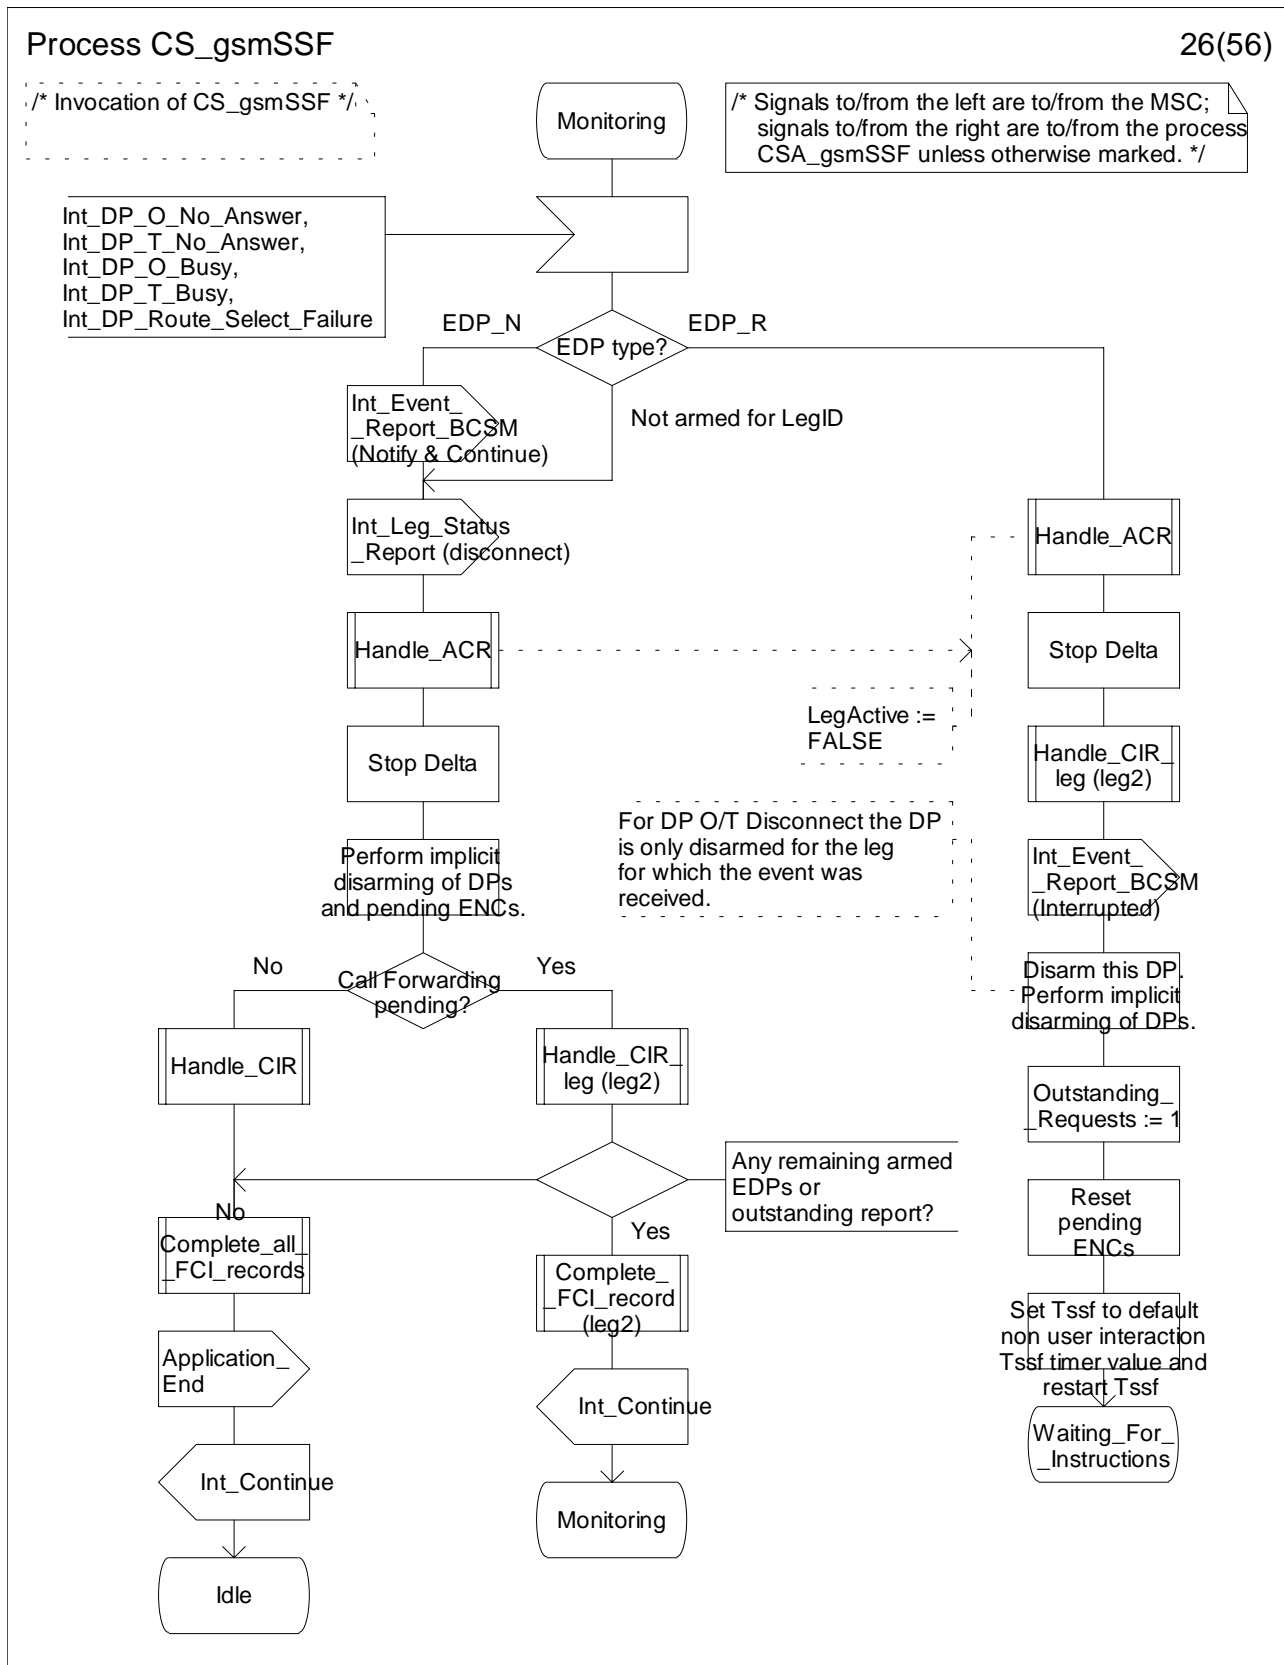 Process CS_gsmSSF
26(56)
/* Invocation of CS_gsmSSF */
Monitoring
/* Signals to/from the left are to/from the MSC;
signals to/from the right are to/from the process
CSA_gsmSSF unless otherwise marked. */
Int_DP_O_No_Answer,
Int_DP_T_No_Answer,
Int_DP_O_Busy,
Int_DP_T_Busy,
Int_DP_Route_Select_Failure
EDP_N
EDP_R
EDP type?
Int_Event_
_Report_BCSM
(Notify & Continue)
Not armed for LegID
Int_Leg_Status
_Report (disconnect)
Handle_ACR
Handle_ACR
Stop Delta
LegActive :=
FALSE
Stop Delta
Handle_CIR_
leg (leg2)
For DP O/T Disconnect the DP
is only disarmed for the leg
for which the event was
received.
Perform implicit
disarming of DPs
and pending ENCs.
Int_Event_
_Report_BCSM
(Interrupted)
No
Call Forwarding
pending?
Yes
Disarm this DP.
Perform implicit
disarming of DPs.
Handle_CIR
Handle_CIR_
leg (leg2)
Outstanding_
_Requests := 1
Any remaining armed
EDPs or
outstanding report?
No
Yes
Reset
pending
ENCs
Complete_all_
_FCI_records
Complete_
_FCI_record
(leg2)
Set Tssf to default
non user interaction
Tssf timer value and
restart Tssf
Application_
End
Int_Continue
Waiting_For_
_Instructions
Int_Continue
Monitoring
Idle